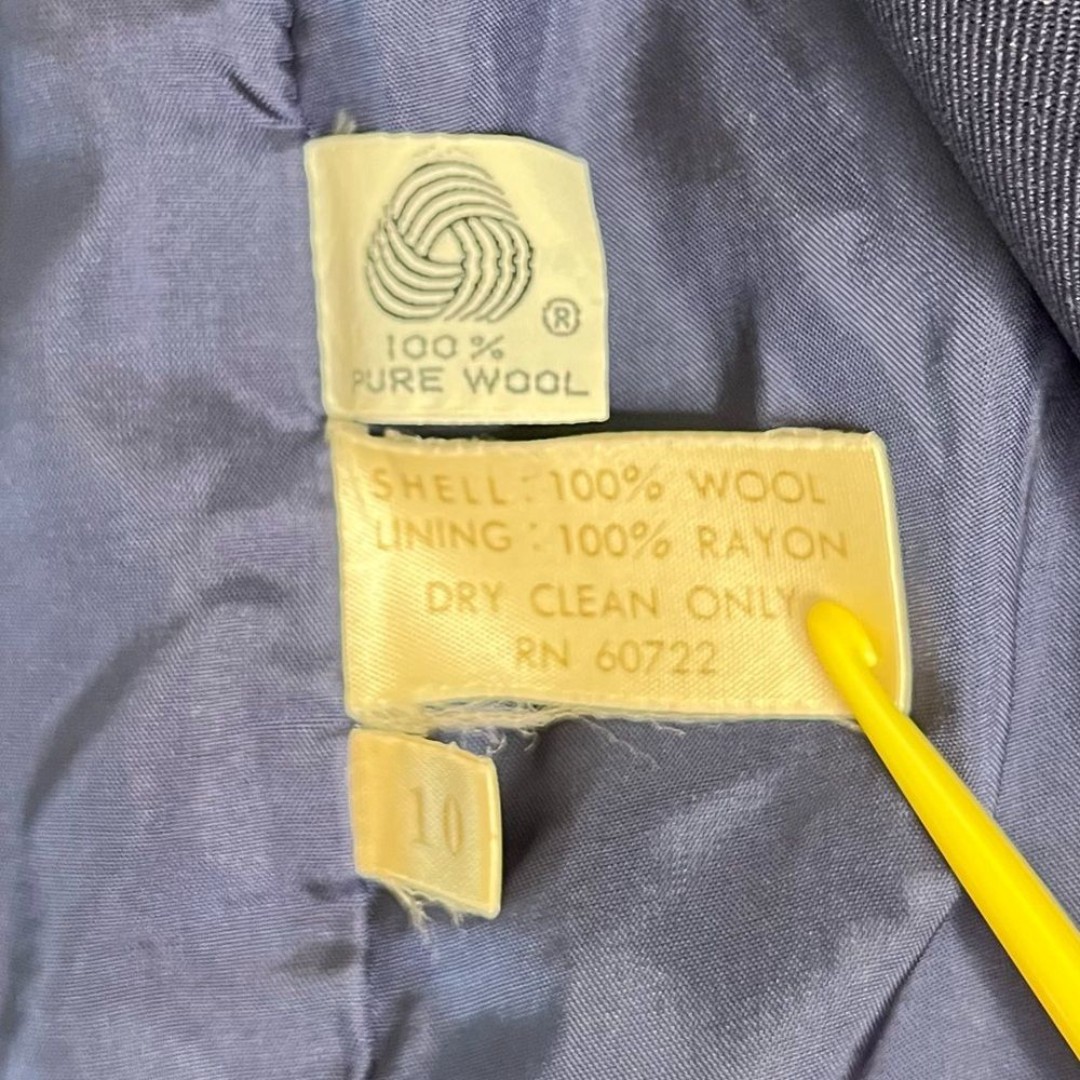 ®
100%
PURE WOOL
SHELL: 100% WOOL
LINING: 100% RAYON
DRY CLEAN ONLY
RN 60722
10